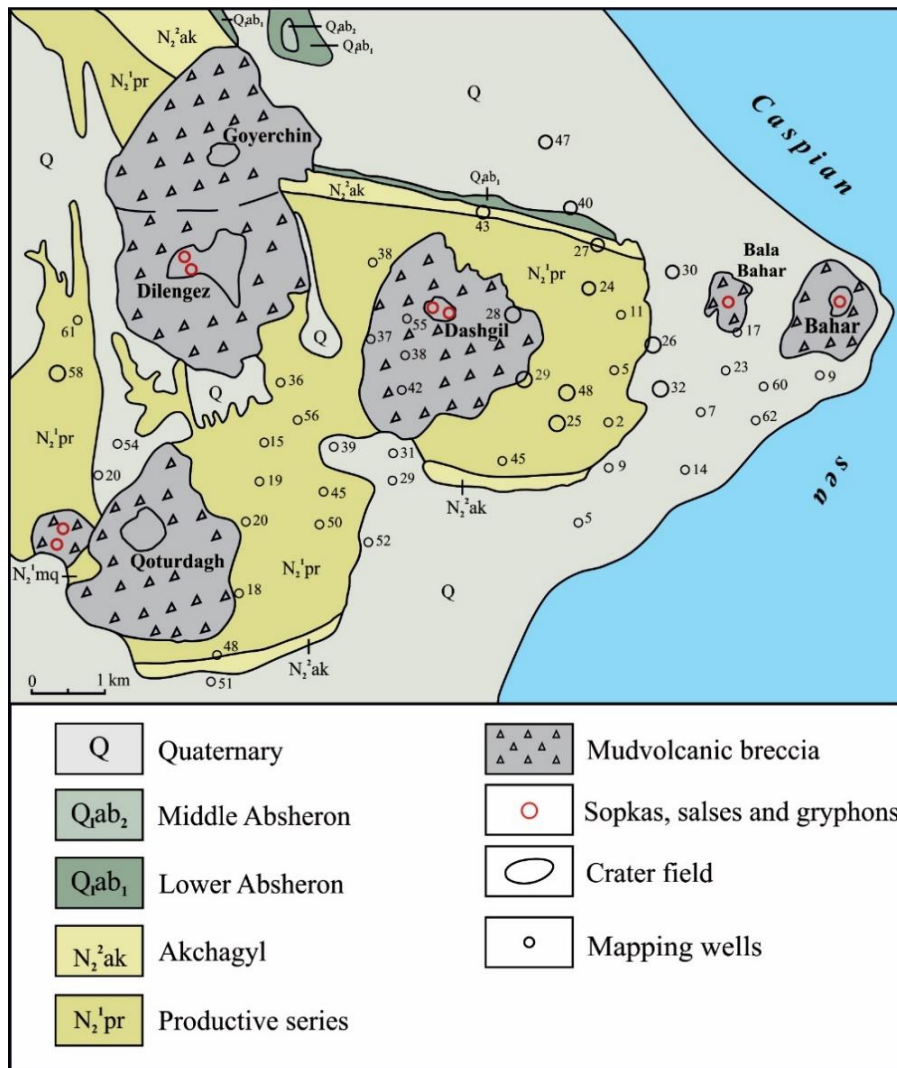 Q₁ab₁
Q₁ab₂
Q₁ab₁
N₂²ak
N₂¹pr
Q
Q
Goyerchin
47
Caspian
sea
Q₁ab₁
N₂²ak
40
43
27
N₂¹pr
38
Bala
Bahar
30
Dilengez
24
28
55
Dashgil
11
Bahar
61
Q
37
17
26
38
58
36
42
29
48
5
32
23
60
9
N₂¹pr
56
25
2
7
62
54
15
39
31
20
19
45
29
45
9
14
N₂²ak
20
50
5
Qoturdagh
52
N₂¹mq
N₂¹pr
18
Q
48
N₂²ak
51
0 1 km
Q Quaternary
Q₁ab₂ Middle Absheron
Q₁ab₁ Lower Absheron
N₂²ak Akchagyl
N₂¹pr Productive series
Mudvolcanic breccia
Sopkas, salses and gryphons
Crater field
Mapping wells